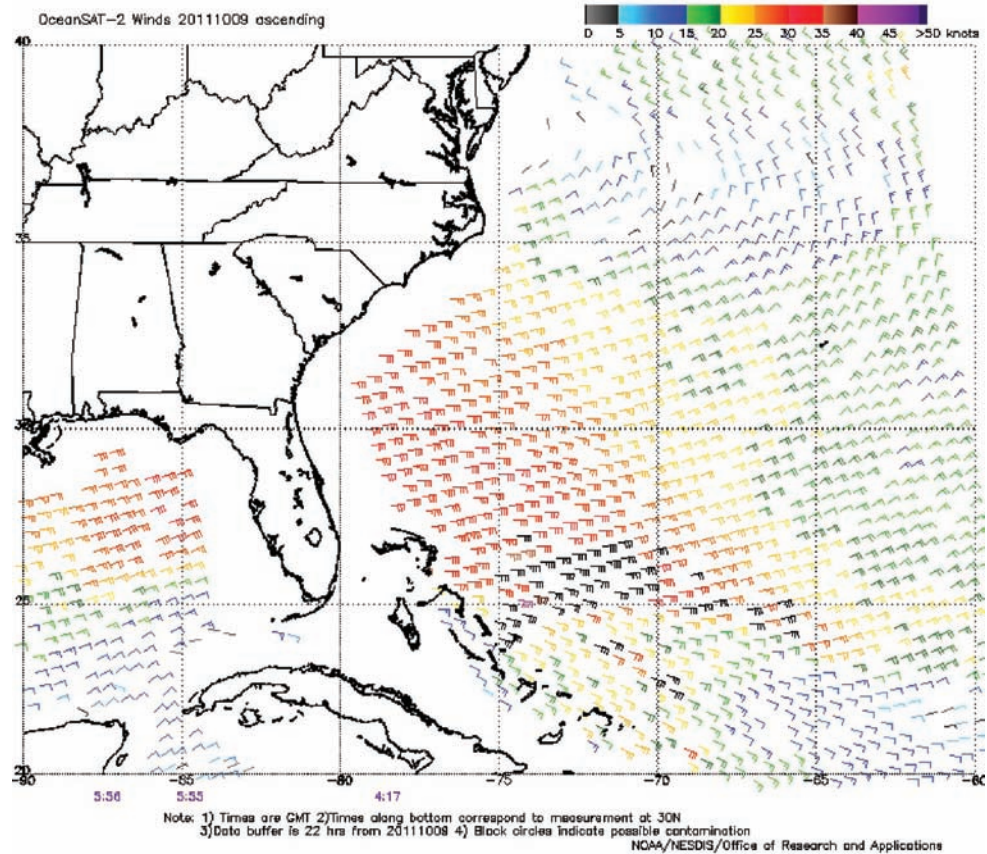 OceanSAT-2 Winds 20111009 ascending
0 5 10 15 20 25 30 35 40 45 >50 knots
40
35
30
25
20
-90 -85 -80 -75 -70 -65 -60
5:56 5:55 4:17
Note: 1) Times are GMT 2)Times along bottom correspond to measurement at 30N
3)Data buffer is 22 hrs from 20111009 4) Black circles indicate possible contamination
NOAA/NESDIS/Office of Research and Applications